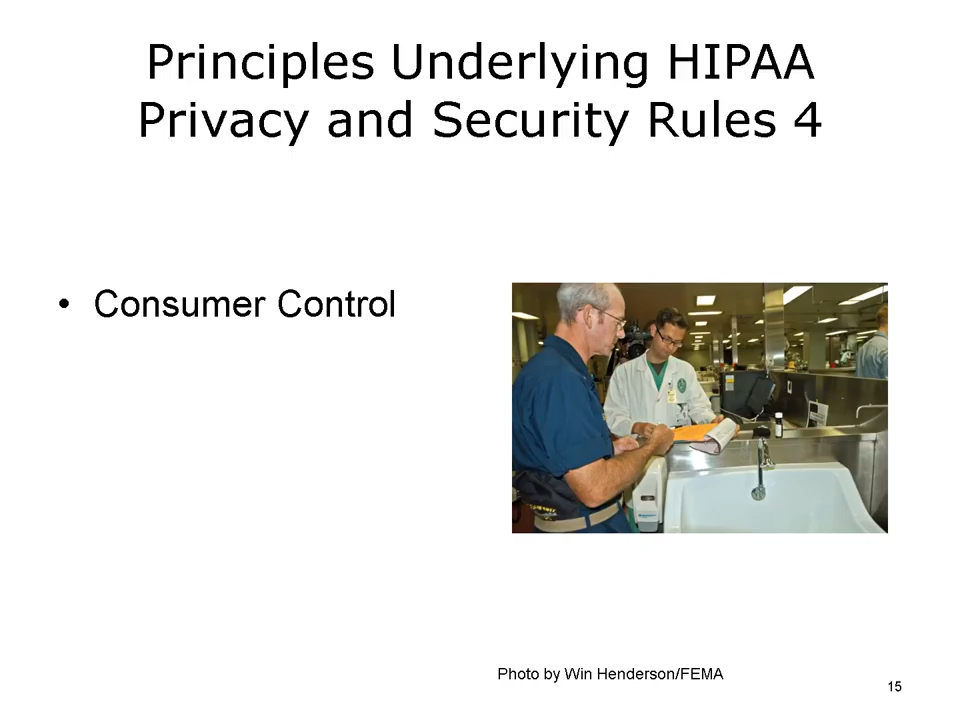 Principles Underlying HIPAA
Privacy and Security Rules 4
• Consumer Control
Photo by Win Henderson/FEMA
15